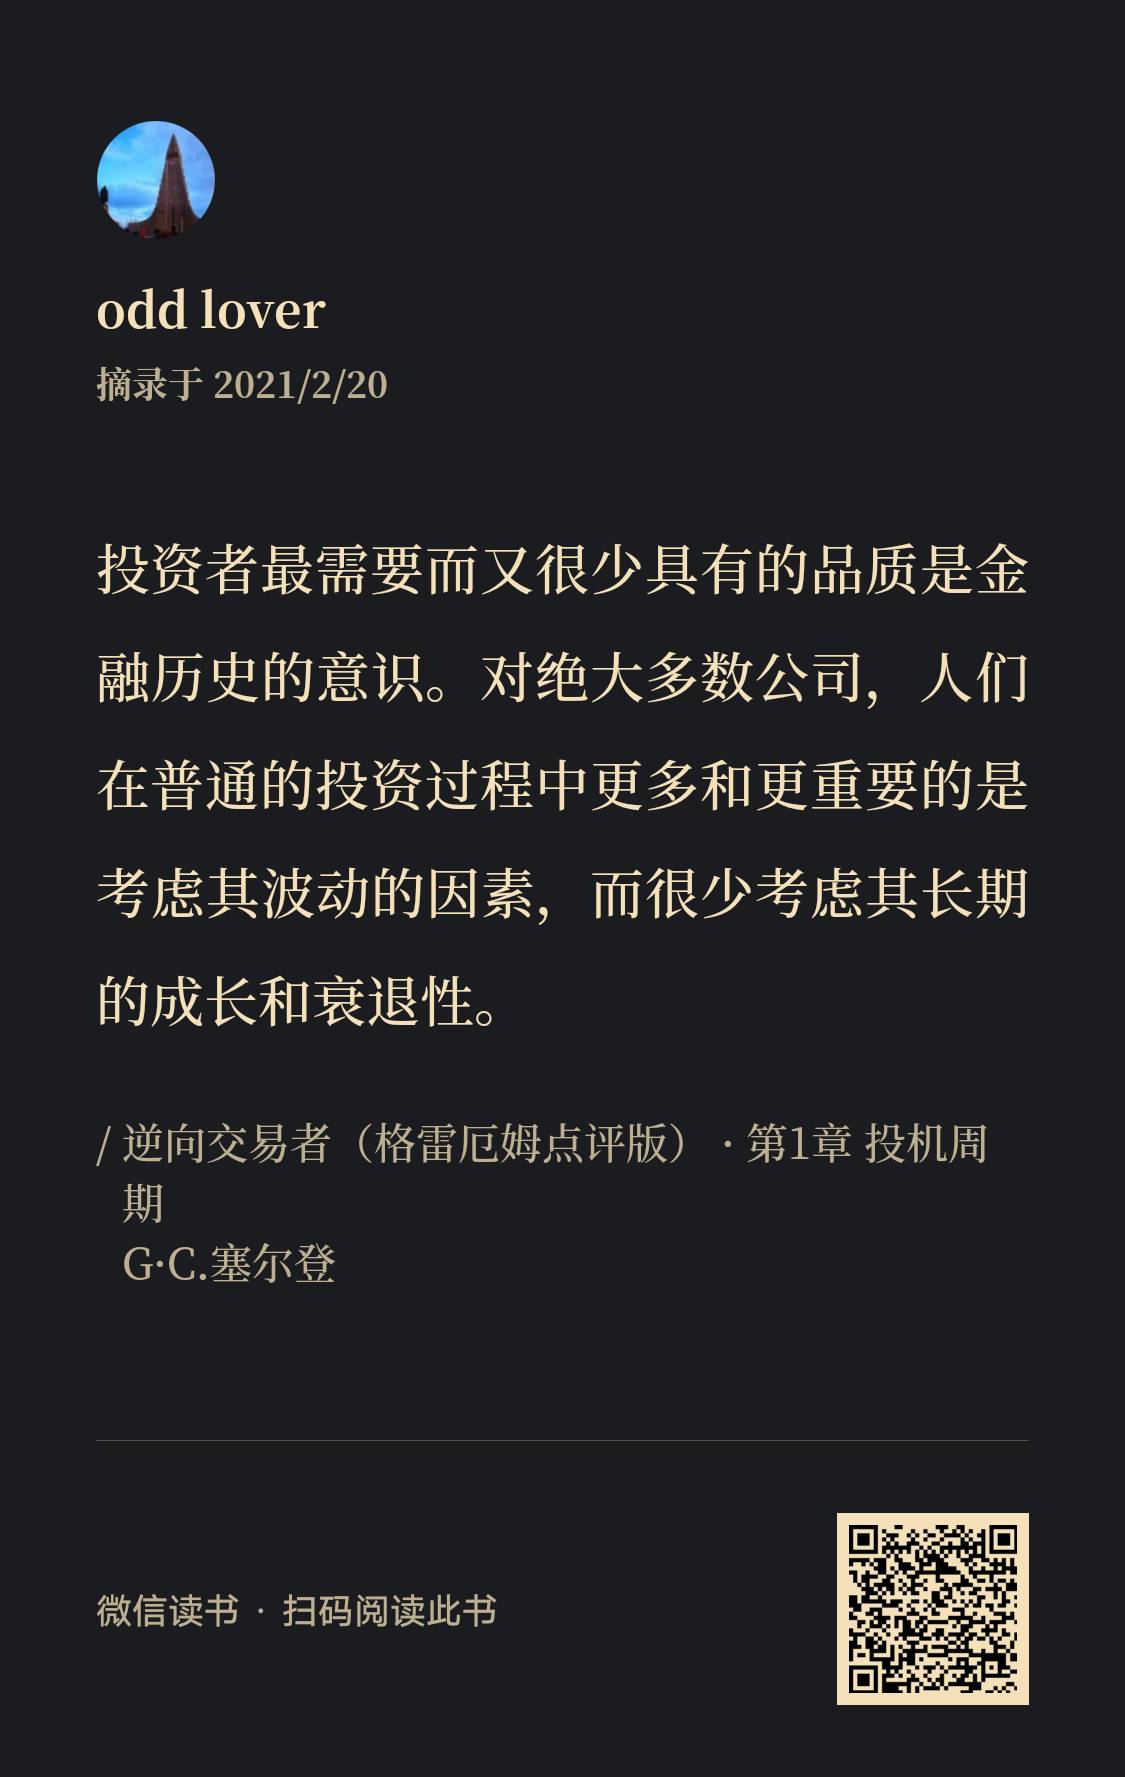 odd lover
摘录于 2021/2/20
投资者最需要而又很少具有的品质是金
融历史的意识。对绝大多数公司，人们
在普通的投资过程中更多和更重要的是
考虑其波动的因素，而很少考虑其长期
的成长和衰退性。
/ 逆向交易者（格雷厄姆点评版） · 第1章 投机周
期
G·C.塞尔登
微信读书 · 扫码阅读此书